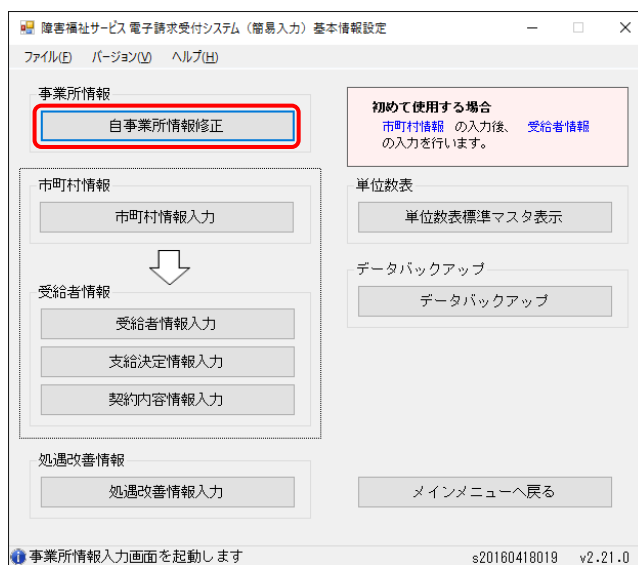 障害福祉サービス 電子請求受付システム（簡易入力）基本情報設定
ファイル(F) バージョン(V) ヘルプ(H)
事業所情報
自事業所情報修正
初めて使用する場合
市町村情報 の入力後、 受給者情報
の入力を行います。
市町村情報
市町村情報入力
単位数表
単位数表標準マスタ表示
データバックアップ
データバックアップ
受給者情報
受給者情報入力
支給決定情報入力
契約内容情報入力
処遇改善情報
処遇改善情報入力
メインメニューへ戻る
事業所情報入力画面を起動します s20160418019 v2.21.0